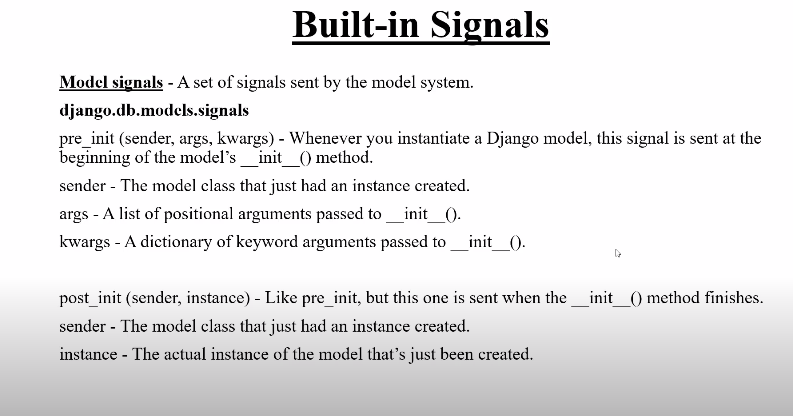 Built-in Signals
Model signals - A set of signals sent by the model system.
django.db.models.signals
pre_init (sender, args, kwargs) - Whenever you instantiate a Django model, this signal is sent at the
beginning of the model’s __init__() method.
sender - The model class that just had an instance created.
args - A list of positional arguments passed to __init__().
kwargs - A dictionary of keyword arguments passed to __init__().
post_init (sender, instance) - Like pre_init, but this one is sent when the __init__() method finishes.
sender - The model class that just had an instance created.
instance - The actual instance of the model that’s just been created.